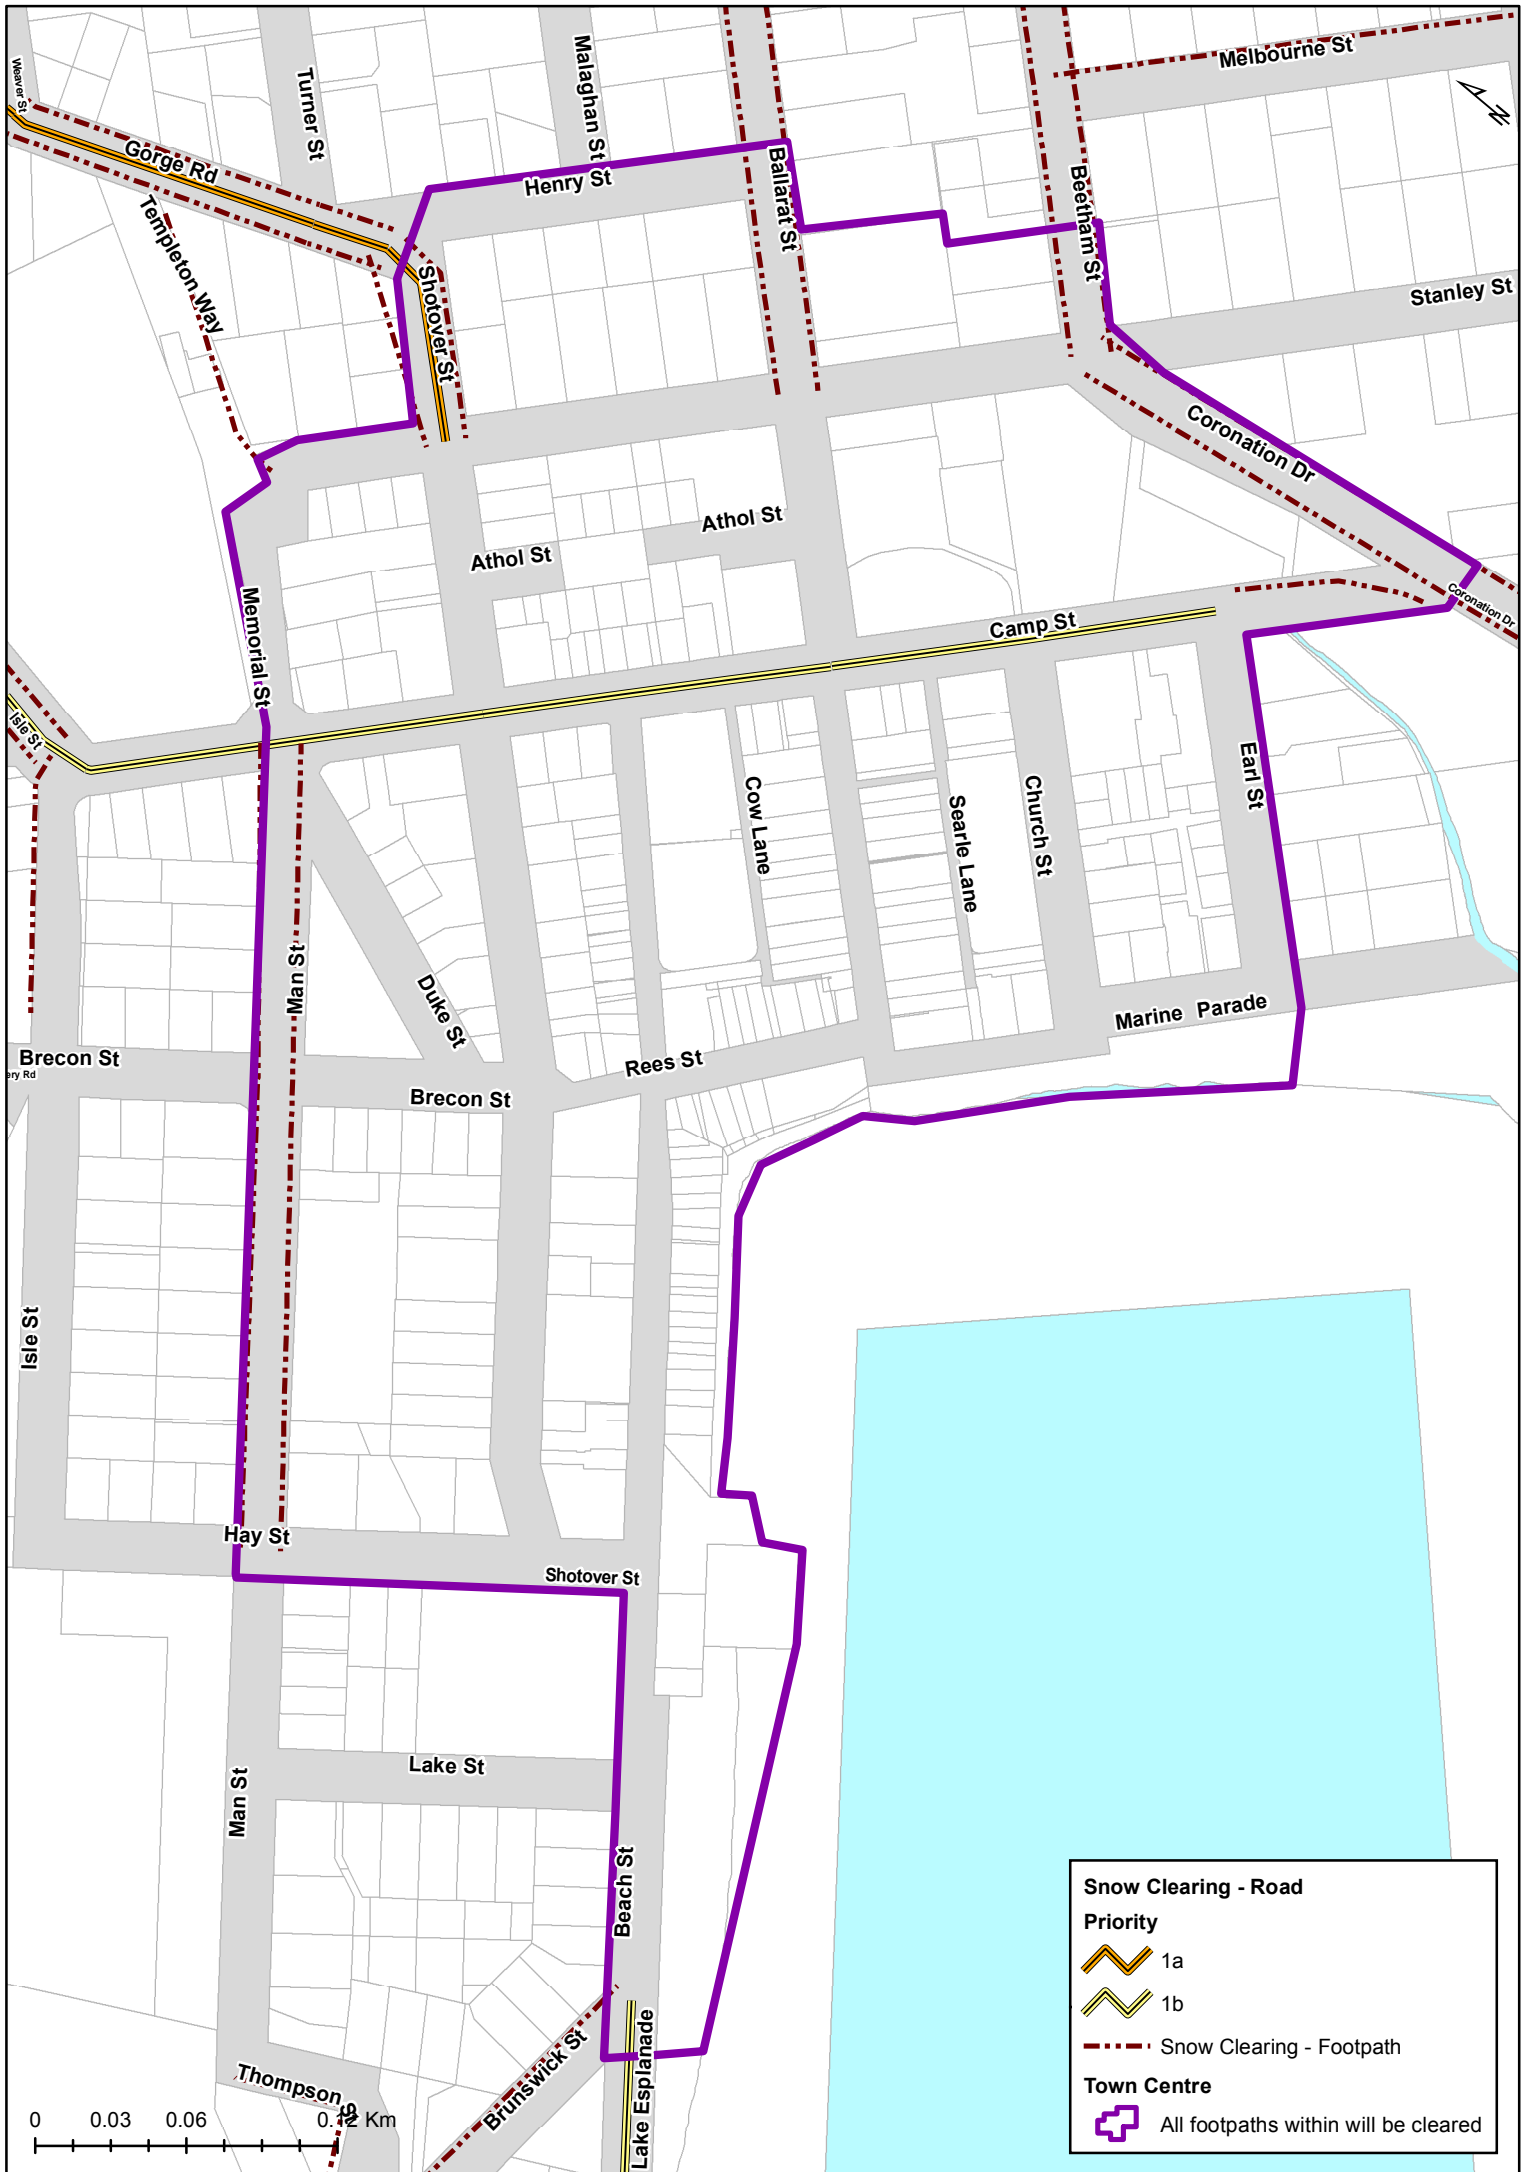 Weaver St
Turner St
Malaghan St
Melbourne St
N
Gorge Rd
Henry St
Ballarat St
Beetham St
Templeton Way
Shotover St
Stanley St
Coronation Dr
Athol St
Athol St
Memorial St
Camp St
Coronation Dr
Isle St
Cow Lane
Searle Lane
Church St
Earl St
Man St
Duke St
Marine Parade
Brecon St
ery Rd
Rees St
Brecon St
Isle St
Hay St
Shotover St
Lake St
Man St
Beach St
Brunswick St
Lake Esplanade
Thompson St
0 0.03 0.06 0.12 Km
Snow Clearing - Road
Priority
1a
1b
Snow Clearing - Footpath
Town Centre
All footpaths within will be cleared